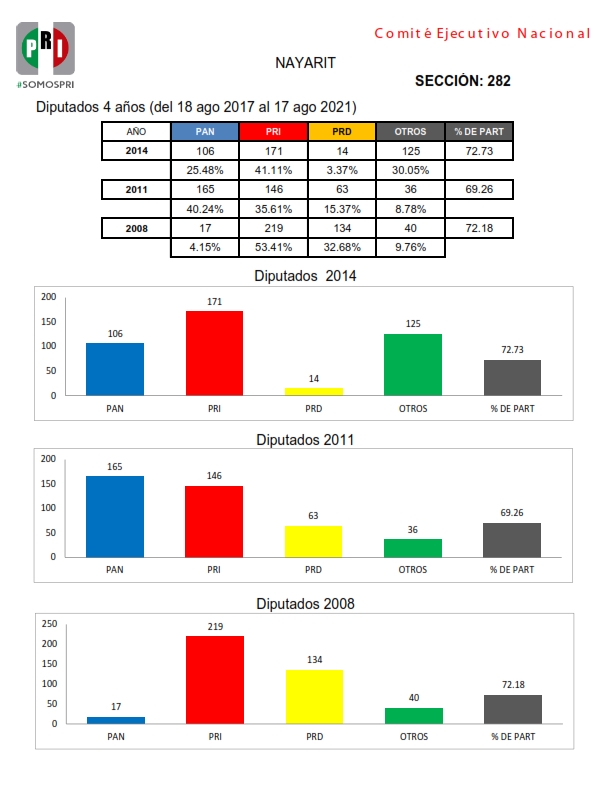 Comité Ejecutivo Nacional
PRI
#SOMOSPRI
NAYARIT
SECCIÓN: 282
Diputados 4 años (del 18 ago 2017 al 17 ago 2021)
AÑO PAN PRI PRD OTROS % DE PART
2014 106 171 14 125 72.73
25.48% 41.11% 3.37% 30.05%
2011 165 146 63 36 69.26
40.24% 35.61% 15.37% 8.78%
2008 17 219 134 40 72.18
4.15% 53.41% 32.68% 9.76%
Diputados 2014
200
150
100
50
0
106 171 14 125 72.73
PAN PRI PRD OTROS % DE PART
Diputados 2011
200
150
100
50
0
165 146 63 36 69.26
PAN PRI PRD OTROS % DE PART
Diputados 2008
250
200
150
100
50
0
17 219 134 40 72.18
PAN PRI PRD OTROS % DE PART